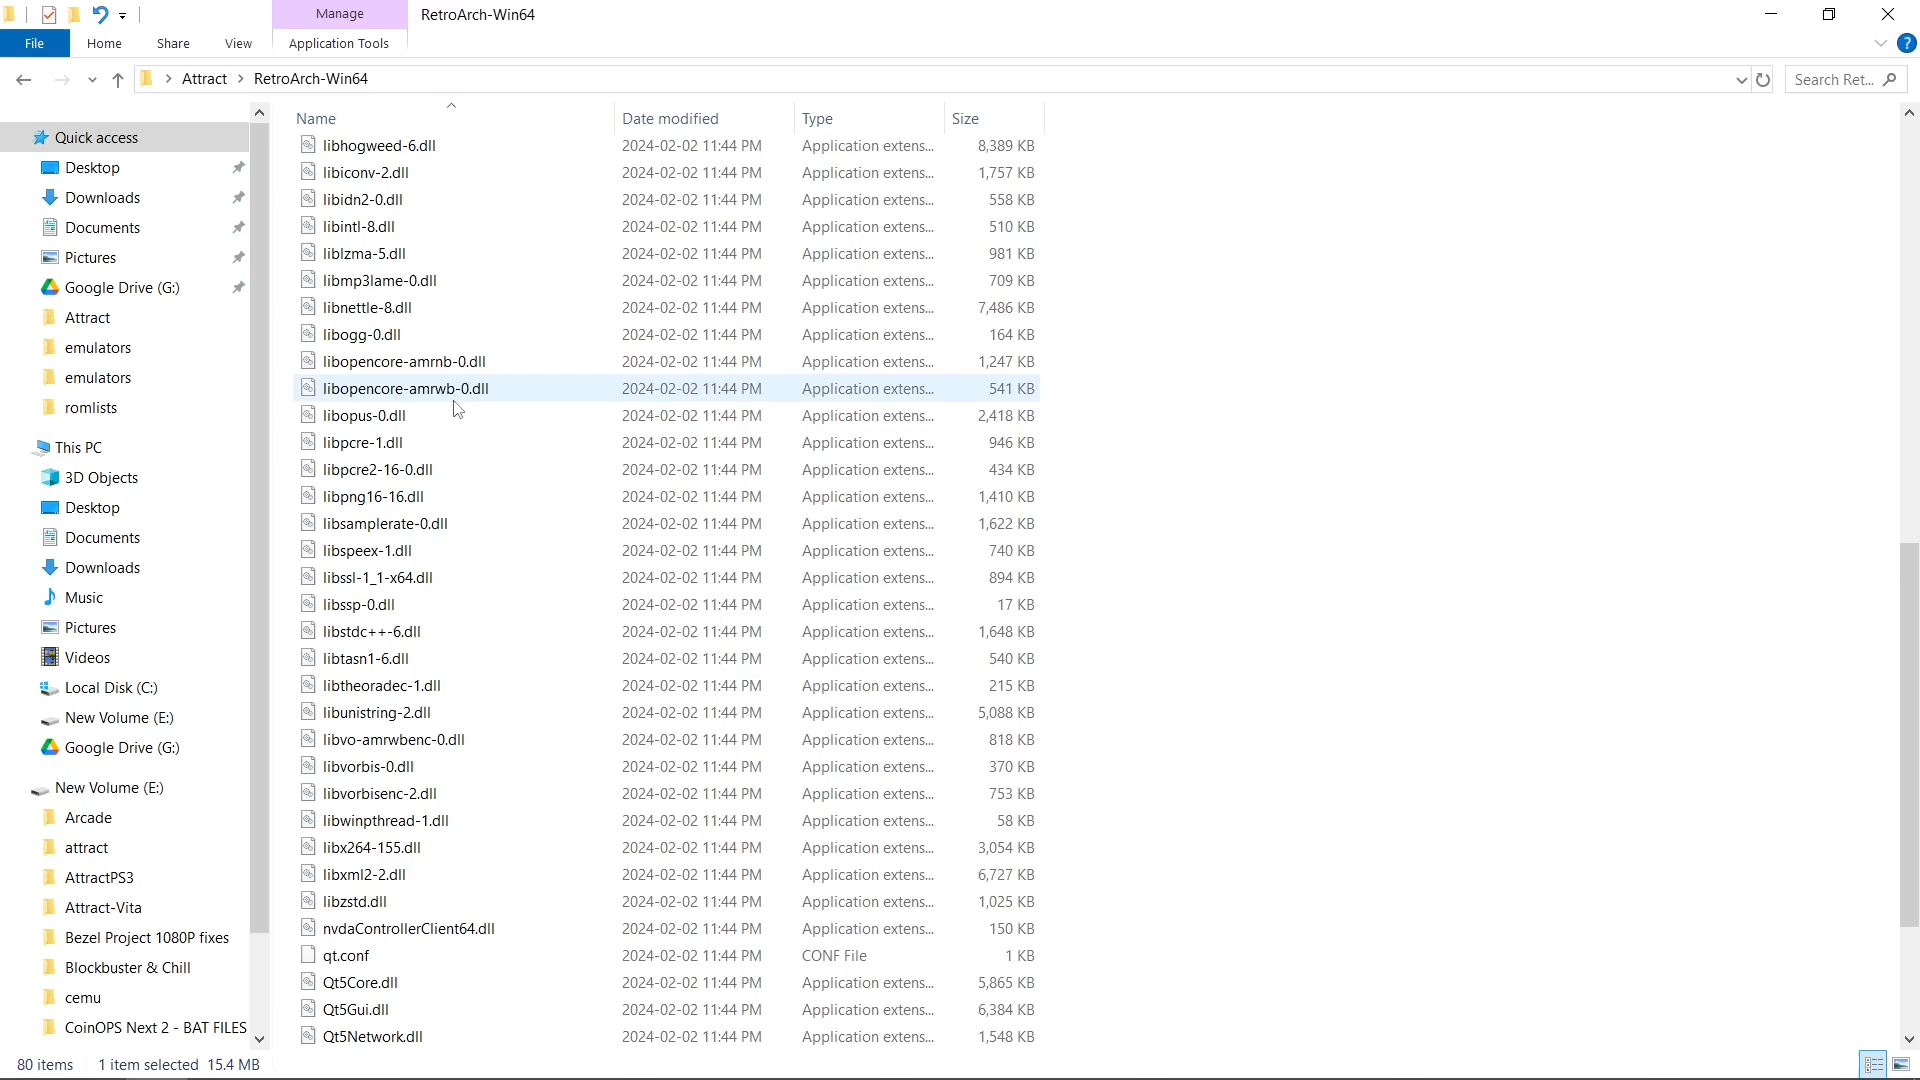 Manage
RetroArch-Win64
File
Home
Share
View
Application Tools
?
Attract > RetroArch-Win64
Search Ret...
Name
Date modified
Type
Size
Quick access
Desktop
Downloads
Documents
Pictures
Google Drive (G:)
Attract
emulators
emulators
romlists
This PC
3D Objects
Desktop
Documents
Downloads
Music
Pictures
Videos
Local Disk (C:)
New Volume (E:)
Google Drive (G:)
New Volume (E:)
Arcade
attract
AttractPS3
Attract-Vita
Bezel Project 1080P fixes
Blockbuster & Chill
cemu
CoinOPS Next 2 - BAT FILES
libhogweed-6.dll 2024-02-02 11:44 PM Application extens... 8,389 KB
libiconv-2.dll 2024-02-02 11:44 PM Application extens... 1,757 KB
libidn2-0.dll 2024-02-02 11:44 PM Application extens... 558 KB
libintl-8.dll 2024-02-02 11:44 PM Application extens... 510 KB
liblzma-5.dll 2024-02-02 11:44 PM Application extens... 981 KB
libmp3lame-0.dll 2024-02-02 11:44 PM Application extens... 709 KB
libnettle-8.dll 2024-02-02 11:44 PM Application extens... 7,486 KB
libogg-0.dll 2024-02-02 11:44 PM Application extens... 164 KB
libopencore-amrnb-0.dll 2024-02-02 11:44 PM Application extens... 1,247 KB
libopencore-amrwb-0.dll 2024-02-02 11:44 PM Application extens... 541 KB
libopus-0.dll 2024-02-02 11:44 PM Application extens... 2,418 KB
libpcre-1.dll 2024-02-02 11:44 PM Application extens... 946 KB
libpcre2-16-0.dll 2024-02-02 11:44 PM Application extens... 434 KB
libpng16-16.dll 2024-02-02 11:44 PM Application extens... 1,410 KB
libsamplerate-0.dll 2024-02-02 11:44 PM Application extens... 1,622 KB
libspeex-1.dll 2024-02-02 11:44 PM Application extens... 740 KB
libssl-1_1-x64.dll 2024-02-02 11:44 PM Application extens... 894 KB
libssp-0.dll 2024-02-02 11:44 PM Application extens... 17 KB
libstdc++-6.dll 2024-02-02 11:44 PM Application extens... 1,648 KB
libtasn1-6.dll 2024-02-02 11:44 PM Application extens... 540 KB
libtheoradec-1.dll 2024-02-02 11:44 PM Application extens... 215 KB
libunistring-2.dll 2024-02-02 11:44 PM Application extens... 5,088 KB
libvo-amrwbenc-0.dll 2024-02-02 11:44 PM Application extens... 818 KB
libvorbis-0.dll 2024-02-02 11:44 PM Application extens... 370 KB
libvorbisenc-2.dll 2024-02-02 11:44 PM Application extens... 753 KB
libwinpthread-1.dll 2024-02-02 11:44 PM Application extens... 58 KB
libx264-155.dll 2024-02-02 11:44 PM Application extens... 3,054 KB
libxml2-2.dll 2024-02-02 11:44 PM Application extens... 6,727 KB
libzstd.dll 2024-02-02 11:44 PM Application extens... 1,025 KB
nvdaControllerClient64.dll 2024-02-02 11:44 PM Application extens... 150 KB
qt.conf 2024-02-02 11:44 PM CONF File 1 KB
Qt5Core.dll 2024-02-02 11:44 PM Application extens... 5,865 KB
Qt5Gui.dll 2024-02-02 11:44 PM Application extens... 6,384 KB
Qt5Network.dll 2024-02-02 11:44 PM Application extens... 1,548 KB
80 items 1 item selected 15.4 MB